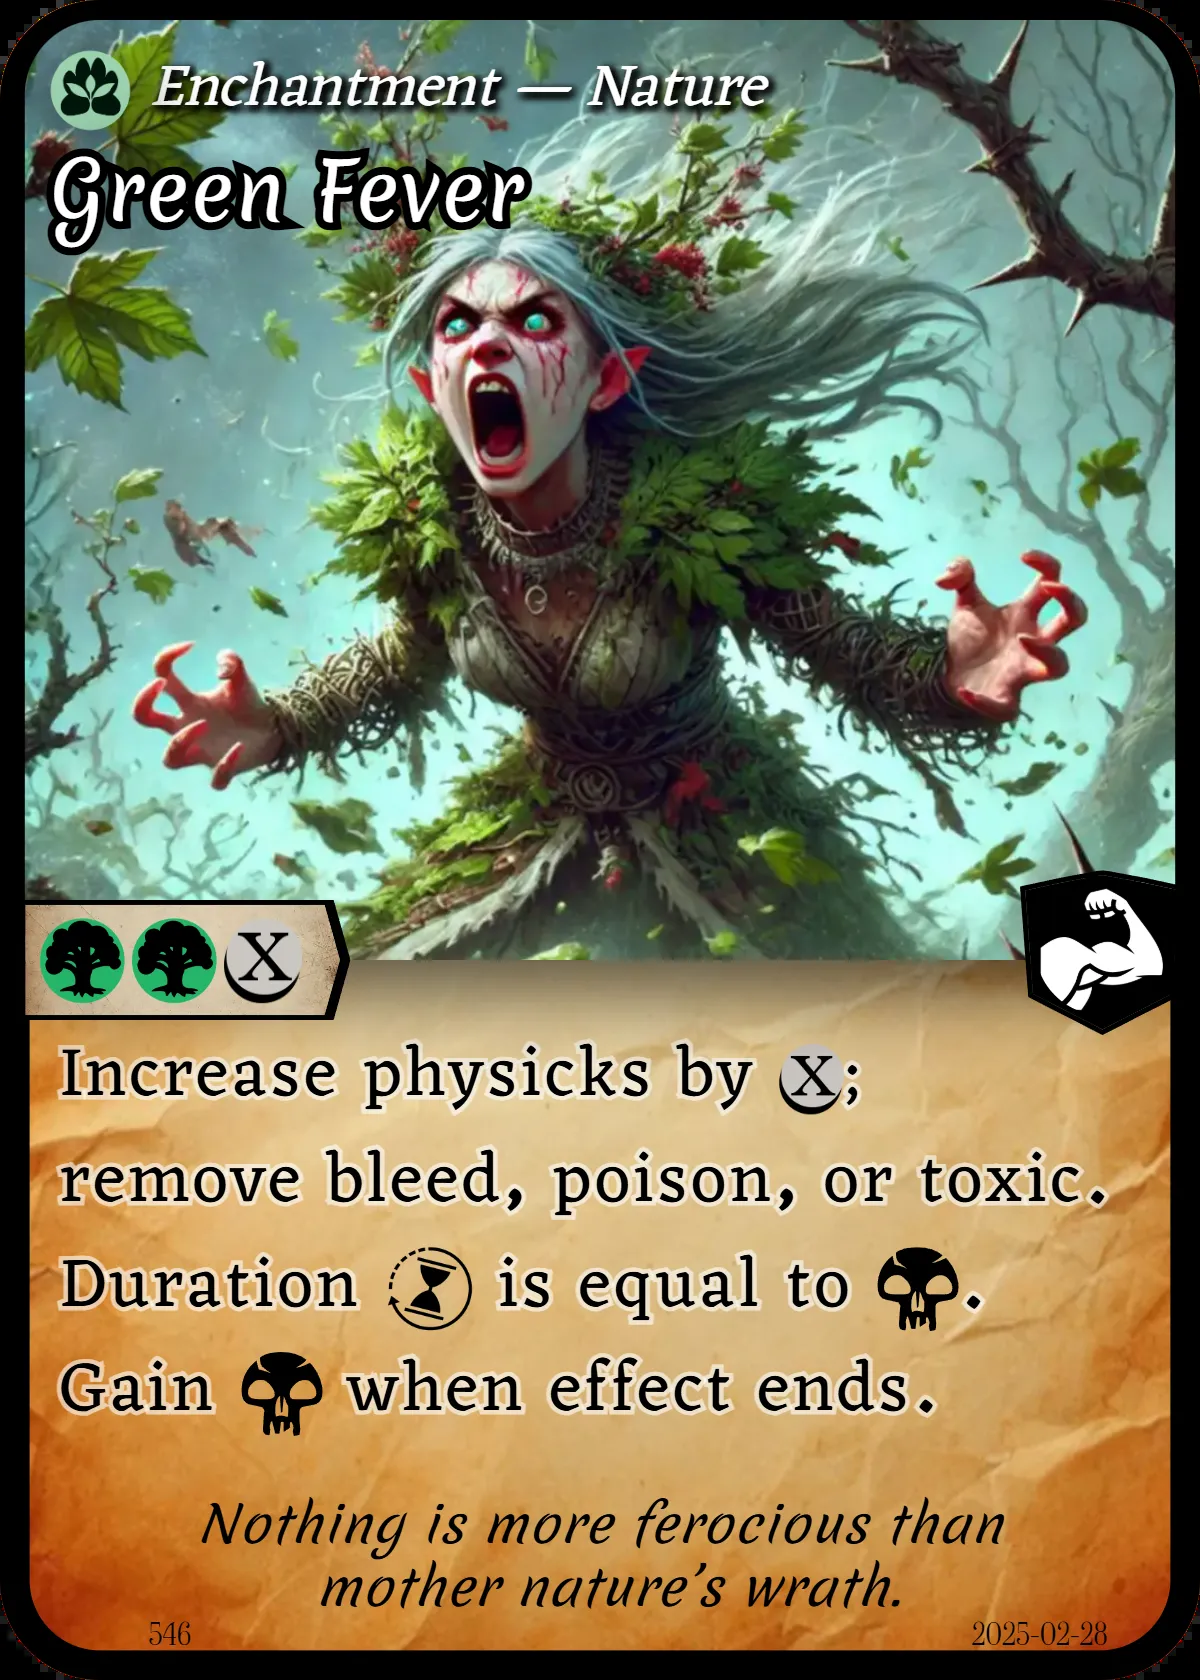 Enchantment — Nature
Green Fever
X
Increase physicks by X;
remove bleed, poison, or toxic.
Duration is equal to .
Gain when effect ends.
Nothing is more ferocious than
mother nature’s wrath.
546
2025-02-28